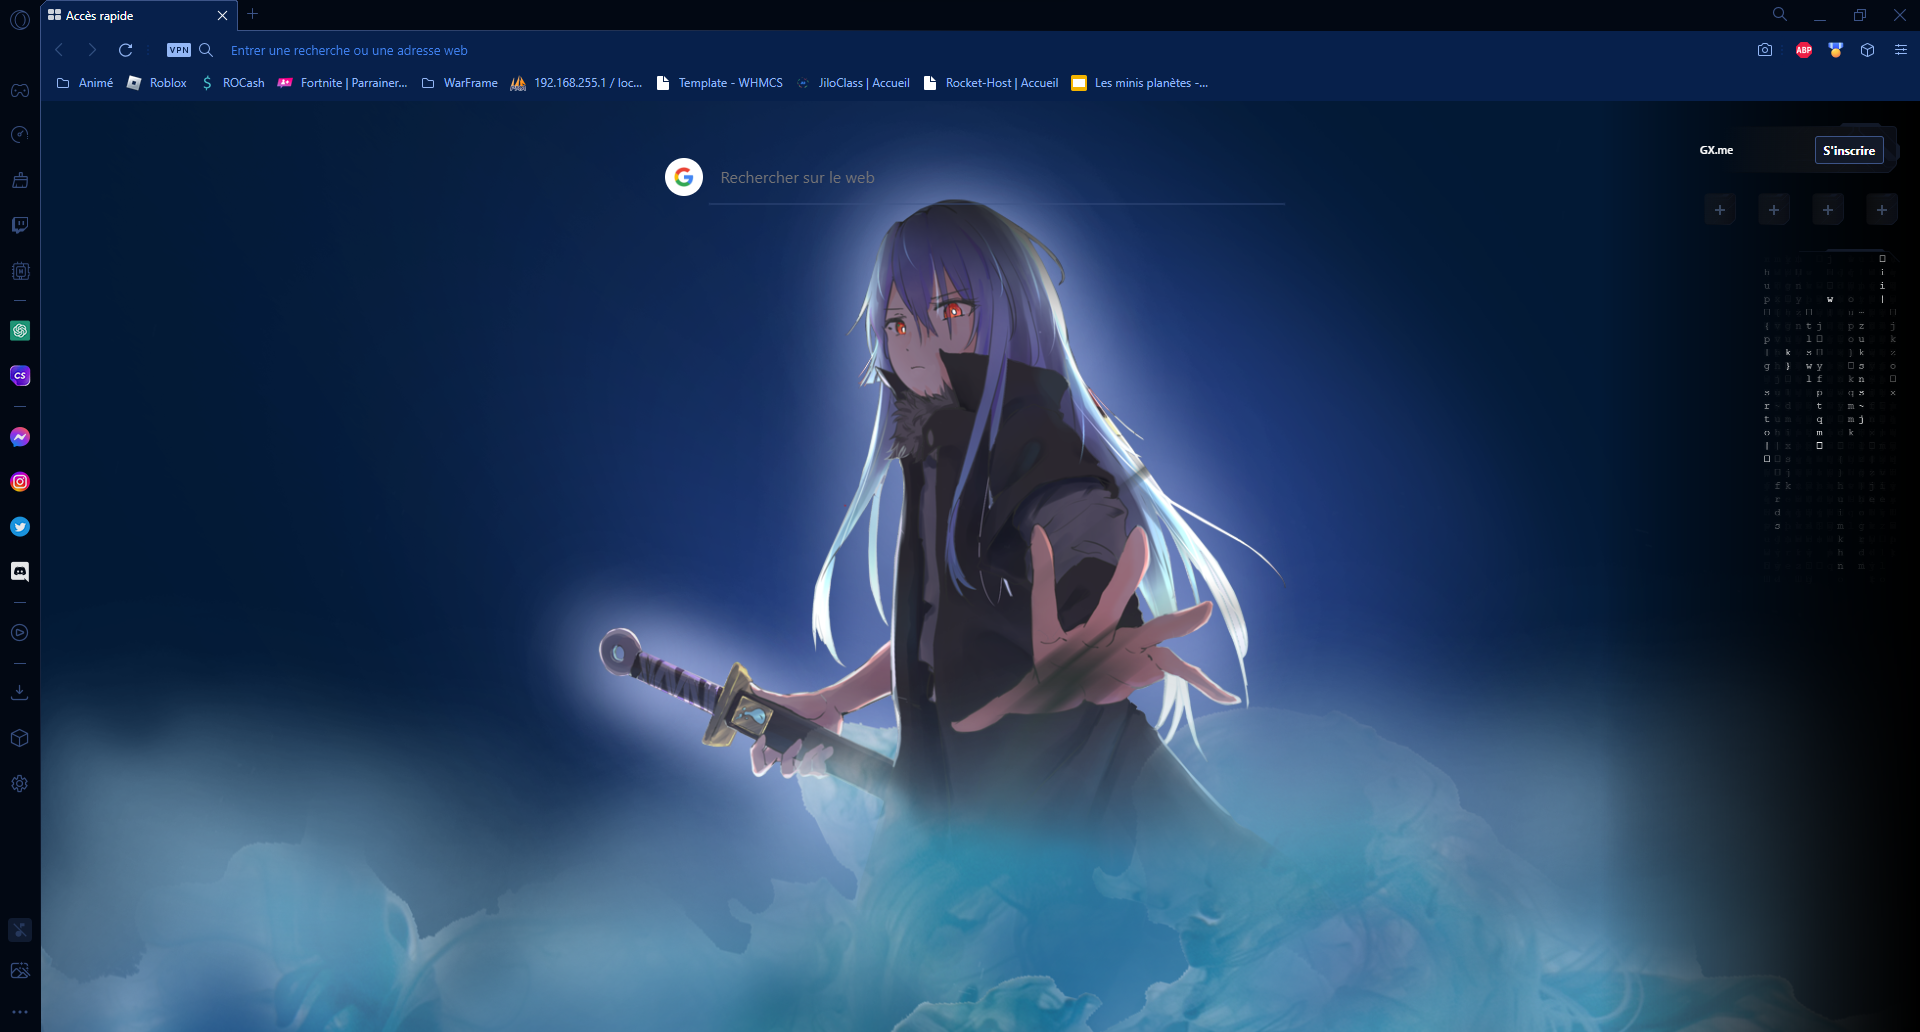 Accès rapide
VPN
Entrer une recherche ou une adresse web
ABP
Animé
Roblox
ROCash
Fortnite | Parrainer...
WarFrame
192.168.255.1 / loc...
Template - WHMCS
JiloClass | Accueil
Rocket-Host | Accueil
Les minis planètes -...
Rechercher sur le web
GX.me
S'inscrire
CS